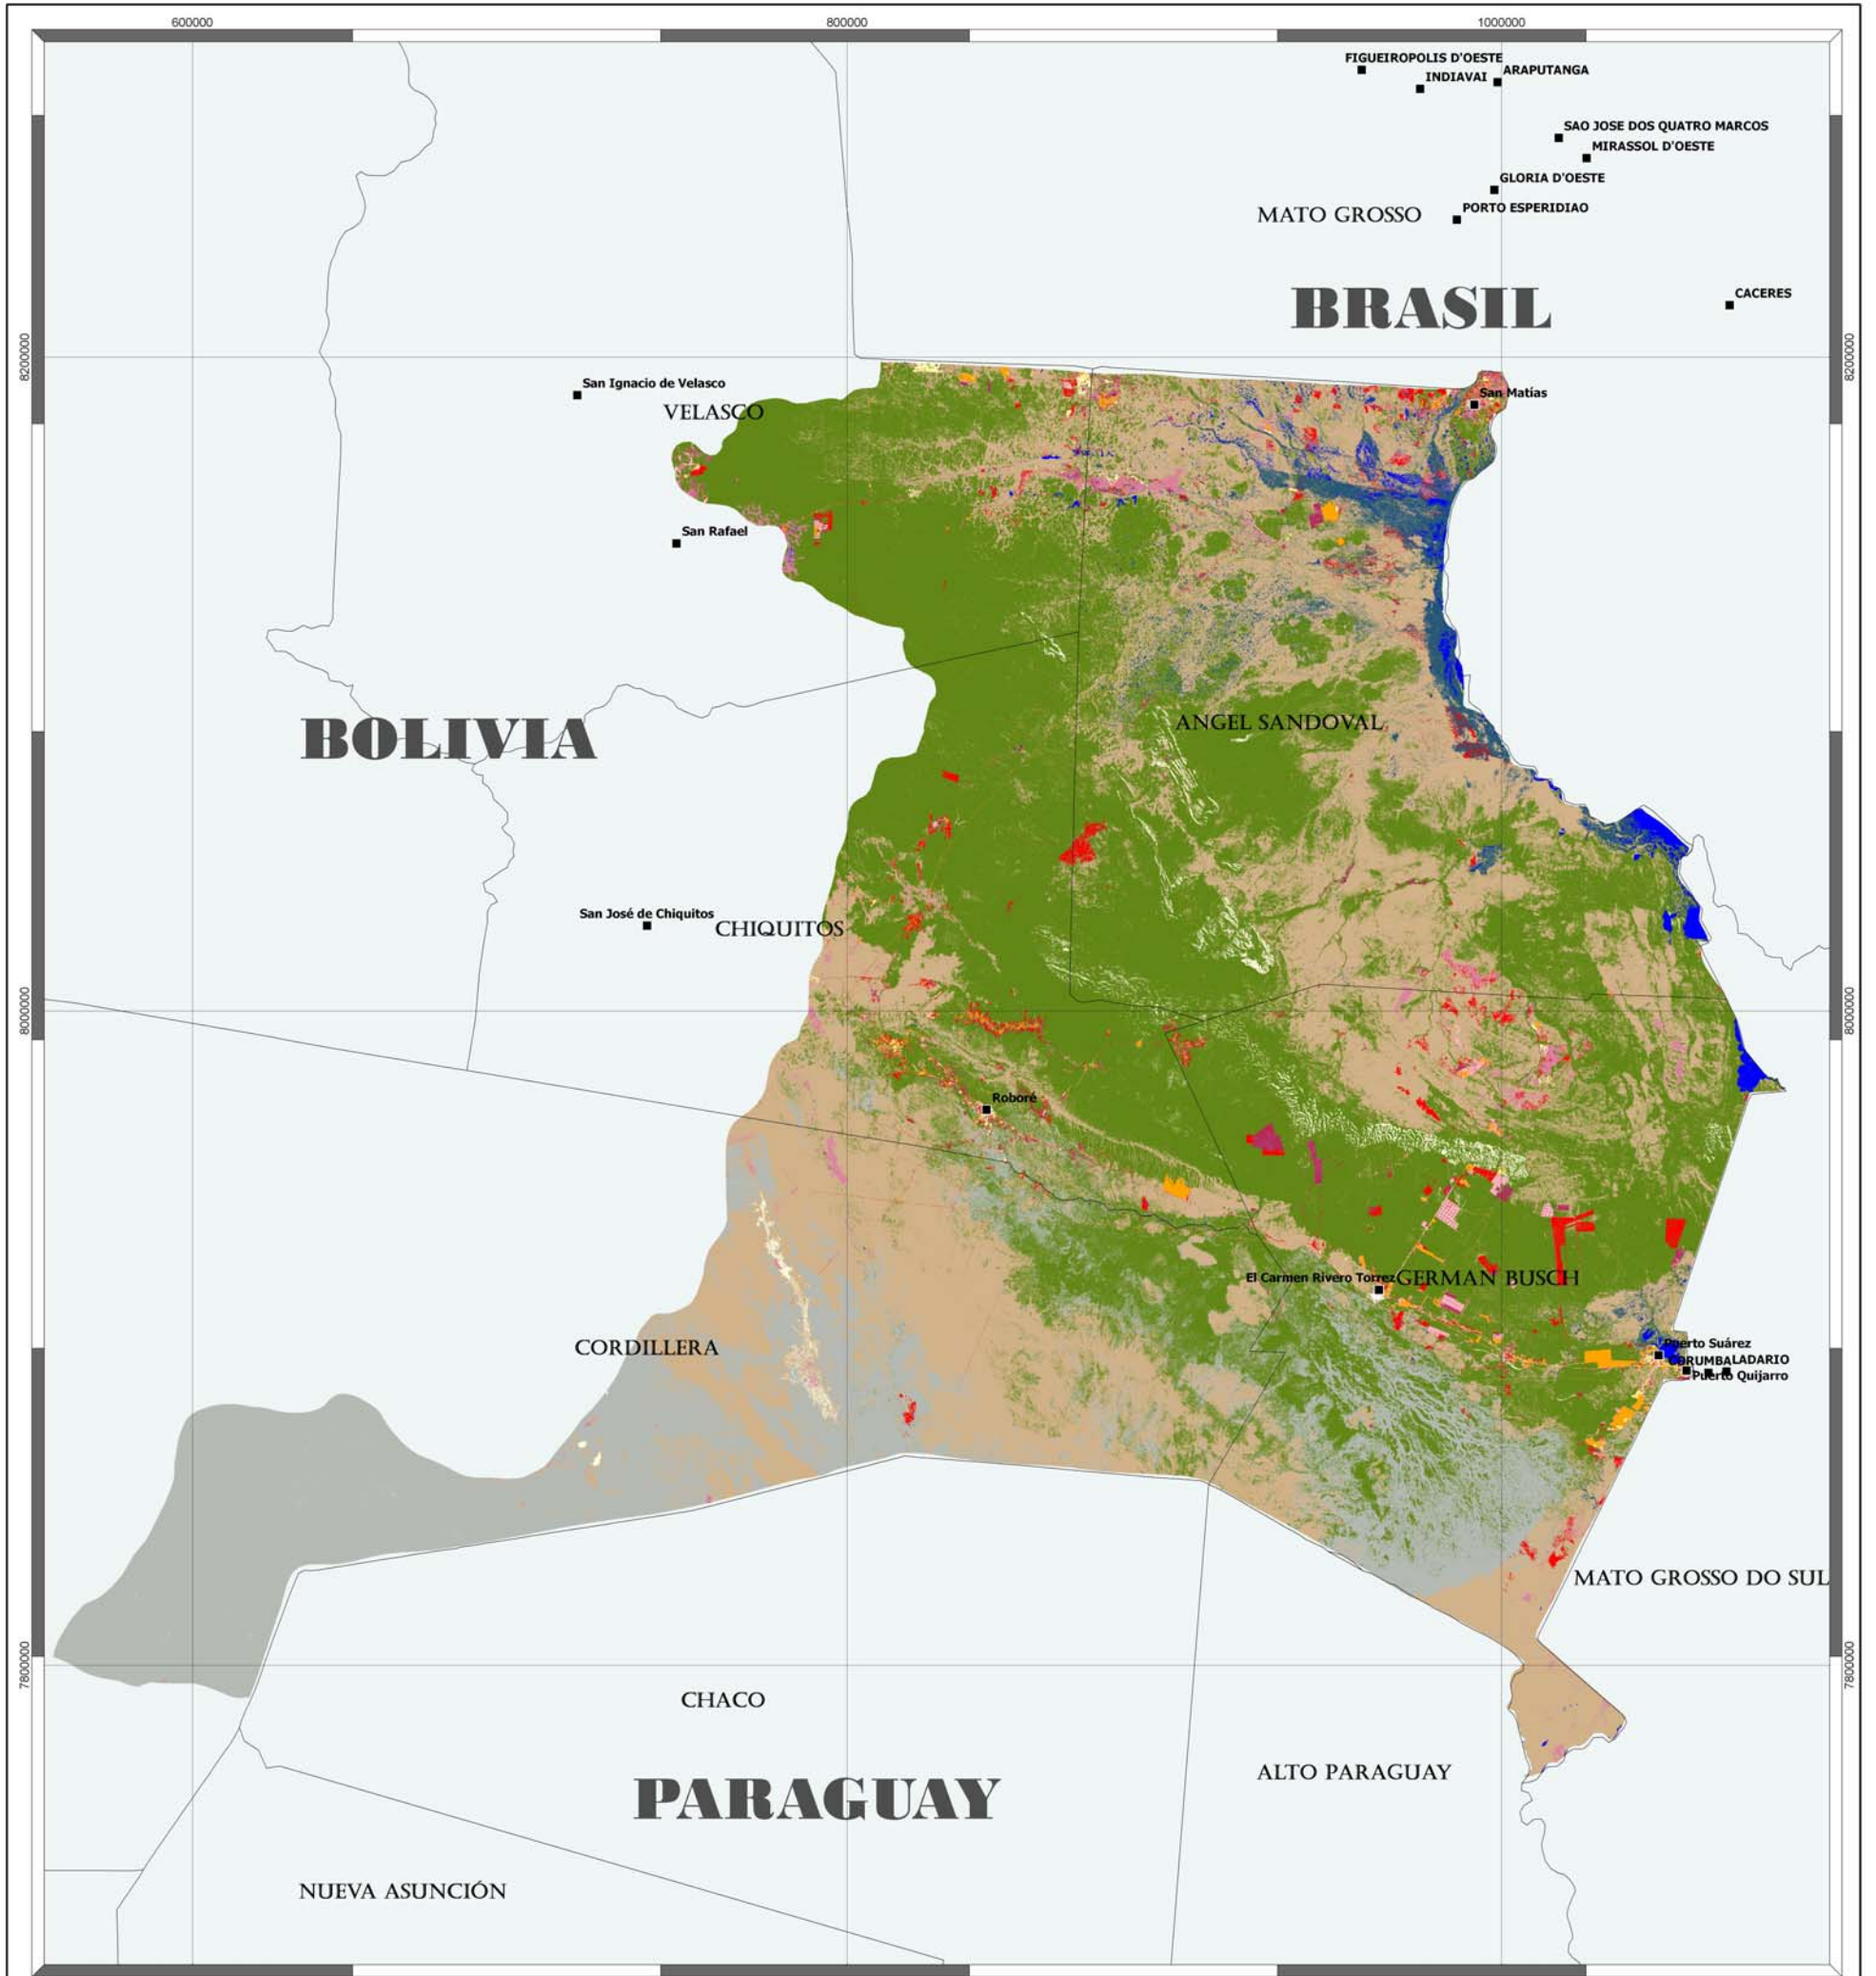 600000
800000
1000000
FIGUEIROPOLIS D'OESTE
INDIAVAI
ARAPUTANGA
SAO JOSE DOS QUATRO MARCOS
MIRASSOL D'OESTE
GLORIA D'OESTE
PORTO ESPERIDIAO
MATO GROSSO
CACERES
BRASIL
8200000
8200000
San Ignacio de Velasco
VELASCO
San Matías
San Rafael
BOLIVIA
ANGEL SANDOVAL
San José de Chiquitos
CHIQUITOS
8000000
8000000
Roboré
El Carmen Rivero Torrez
GERMAN BUSCH
CORDILLERA
Puerto Suárez
CORUMBA
LADARIO
Puerto Quijarro
MATO GROSSO DO SUL
7800000
7800000
CHACO
ALTO PARAGUAY
PARAGUAY
NUEVA ASUNCIÓN